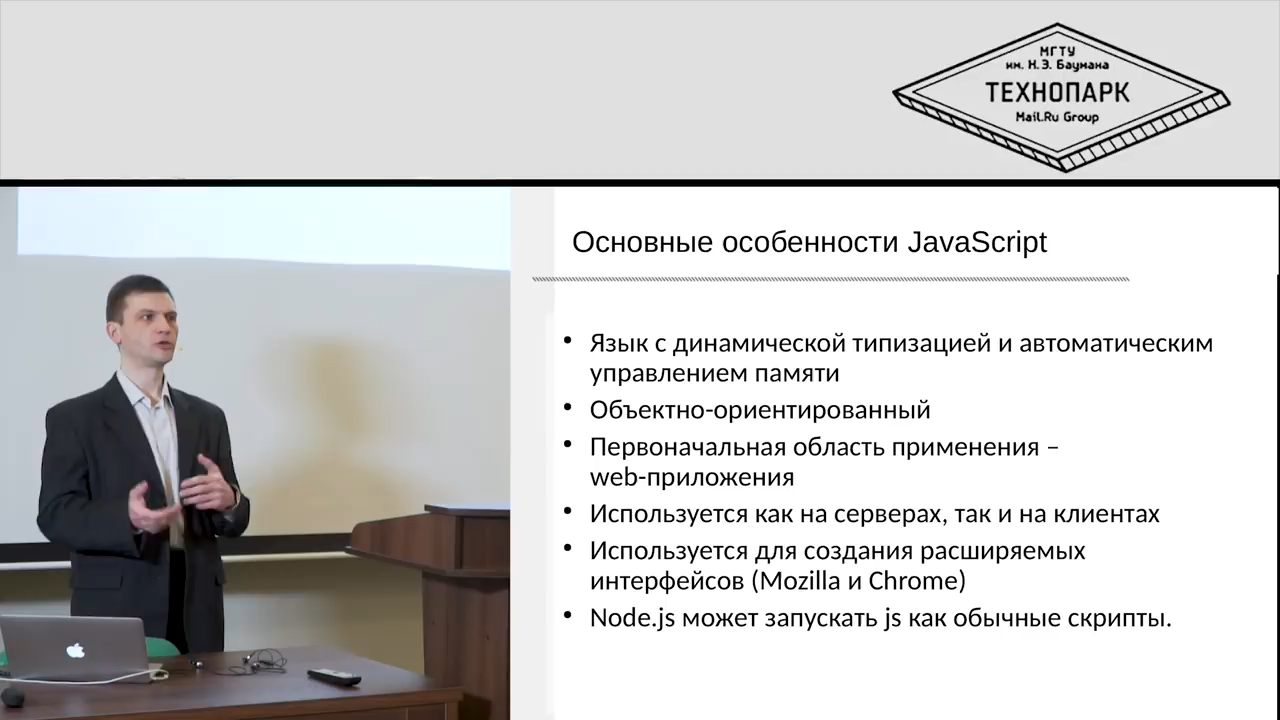 МГТУ
им. Н.Э. Баумана
ТЕХНОПАРК
Mail.Ru Group
Основные особенности JavaScript
• Язык с динамической типизацией и автоматическим
управлением памяти
• Объектно-ориентированный
• Первоначальная область применения –
web-приложения
• Используется как на серверах, так и на клиентах
• Используется для создания расширяемых
интерфейсов (Mozilla и Chrome)
• Node.js может запускать js как обычные скрипты.